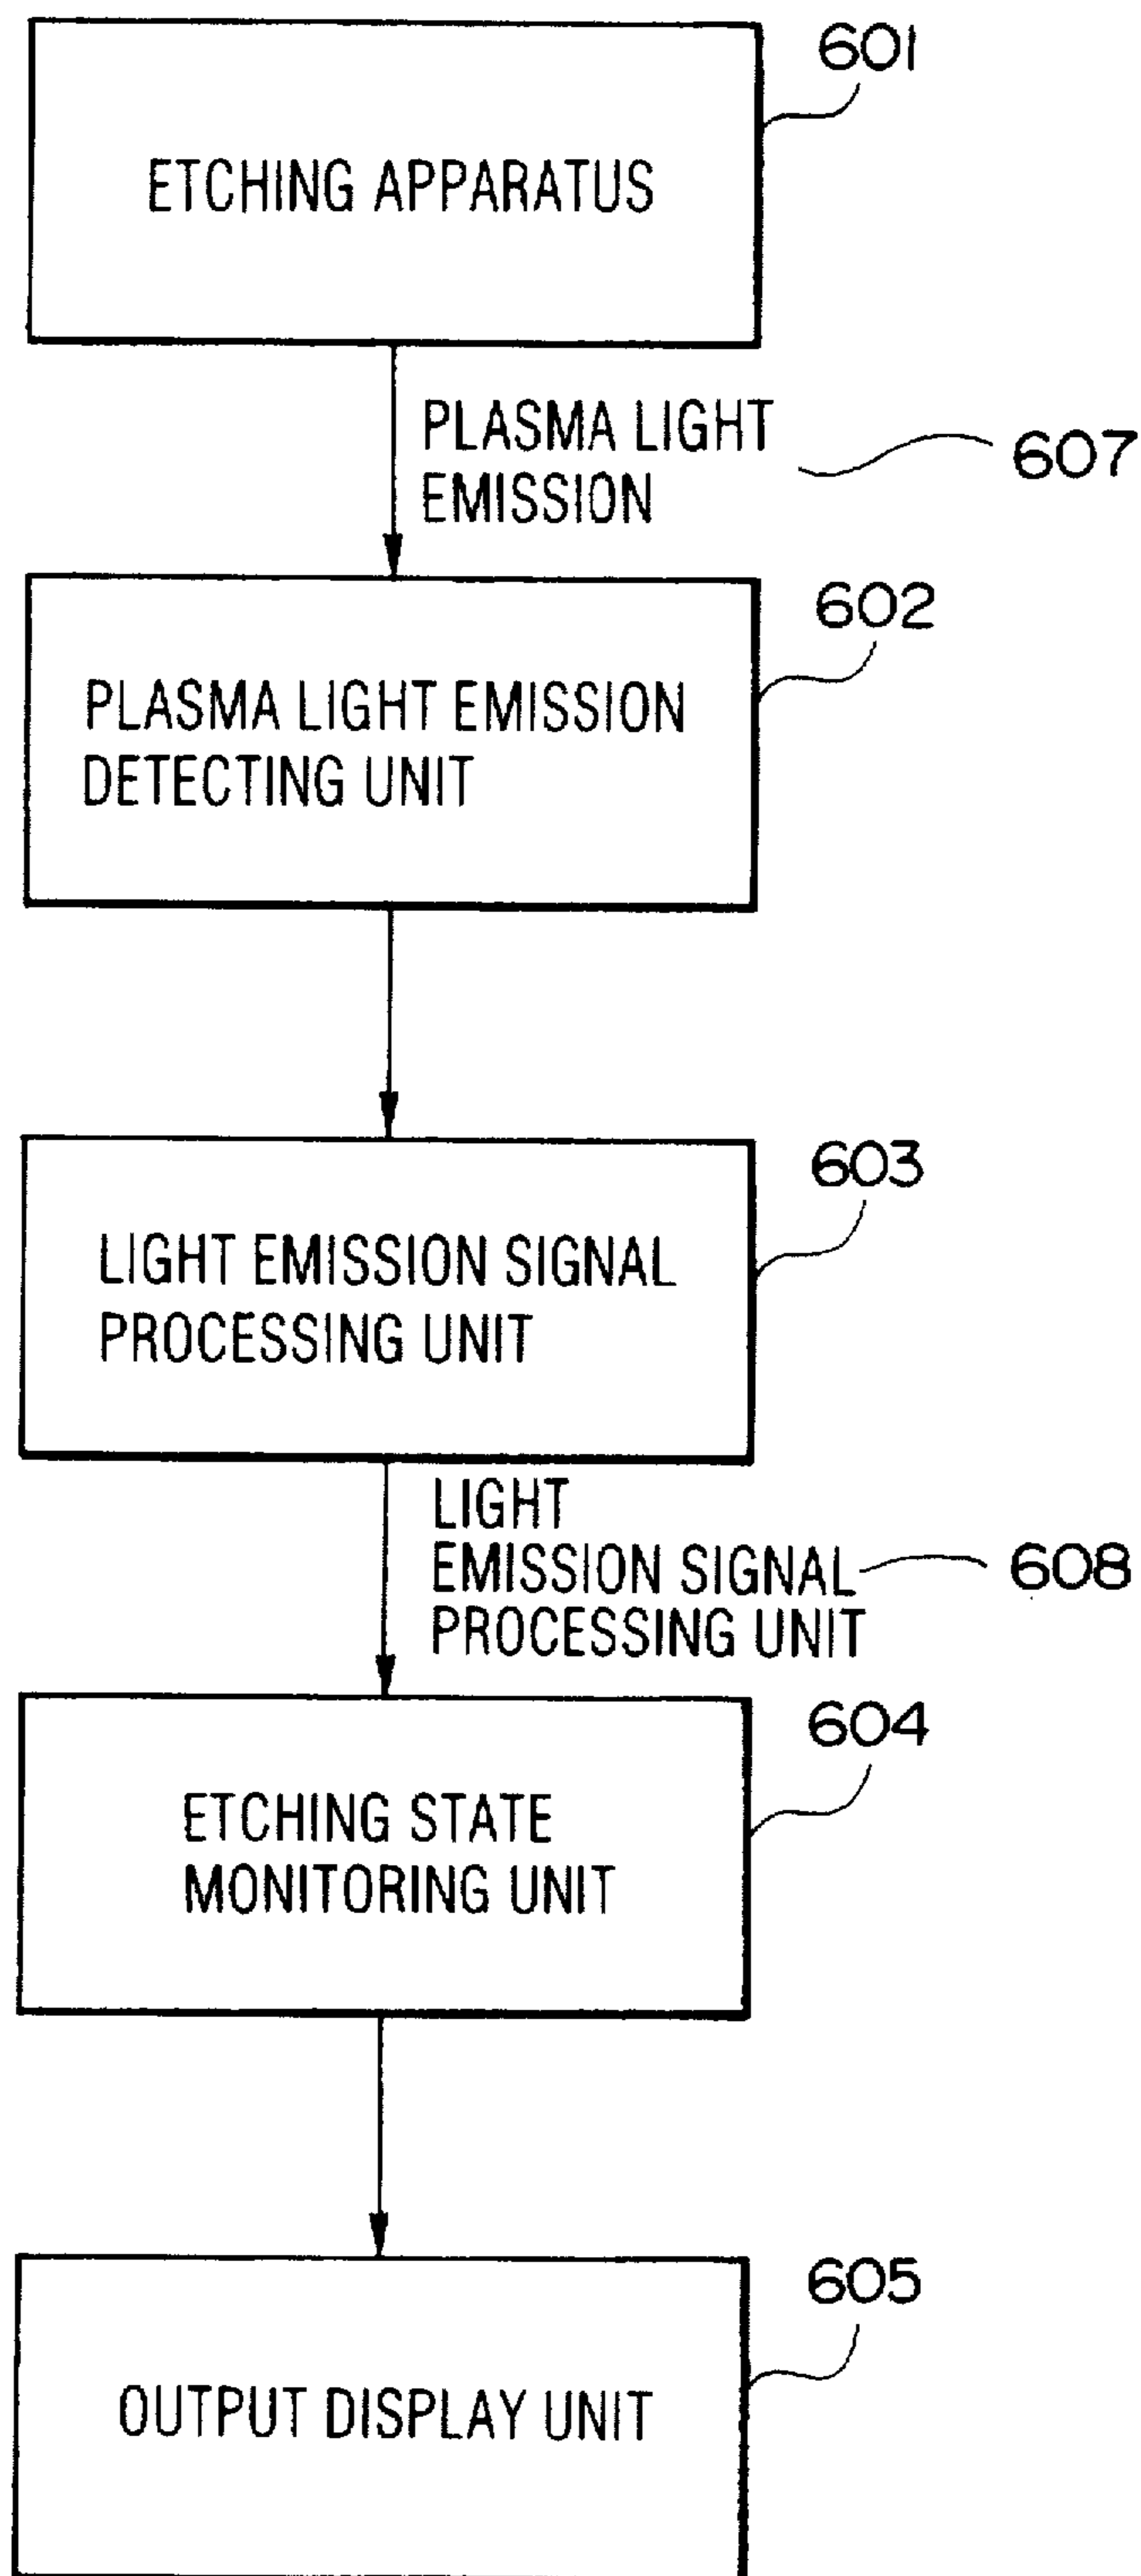 601
ETCHING APPARATUS
PLASMA LIGHT
EMISSION
607
602
PLASMA LIGHT EMISSION
DETECTING UNIT
603
LIGHT EMISSION SIGNAL
PROCESSING UNIT
LIGHT
EMISSION SIGNAL
PROCESSING UNIT
608
604
ETCHING STATE
MONITORING UNIT
605
OUTPUT DISPLAY UNIT